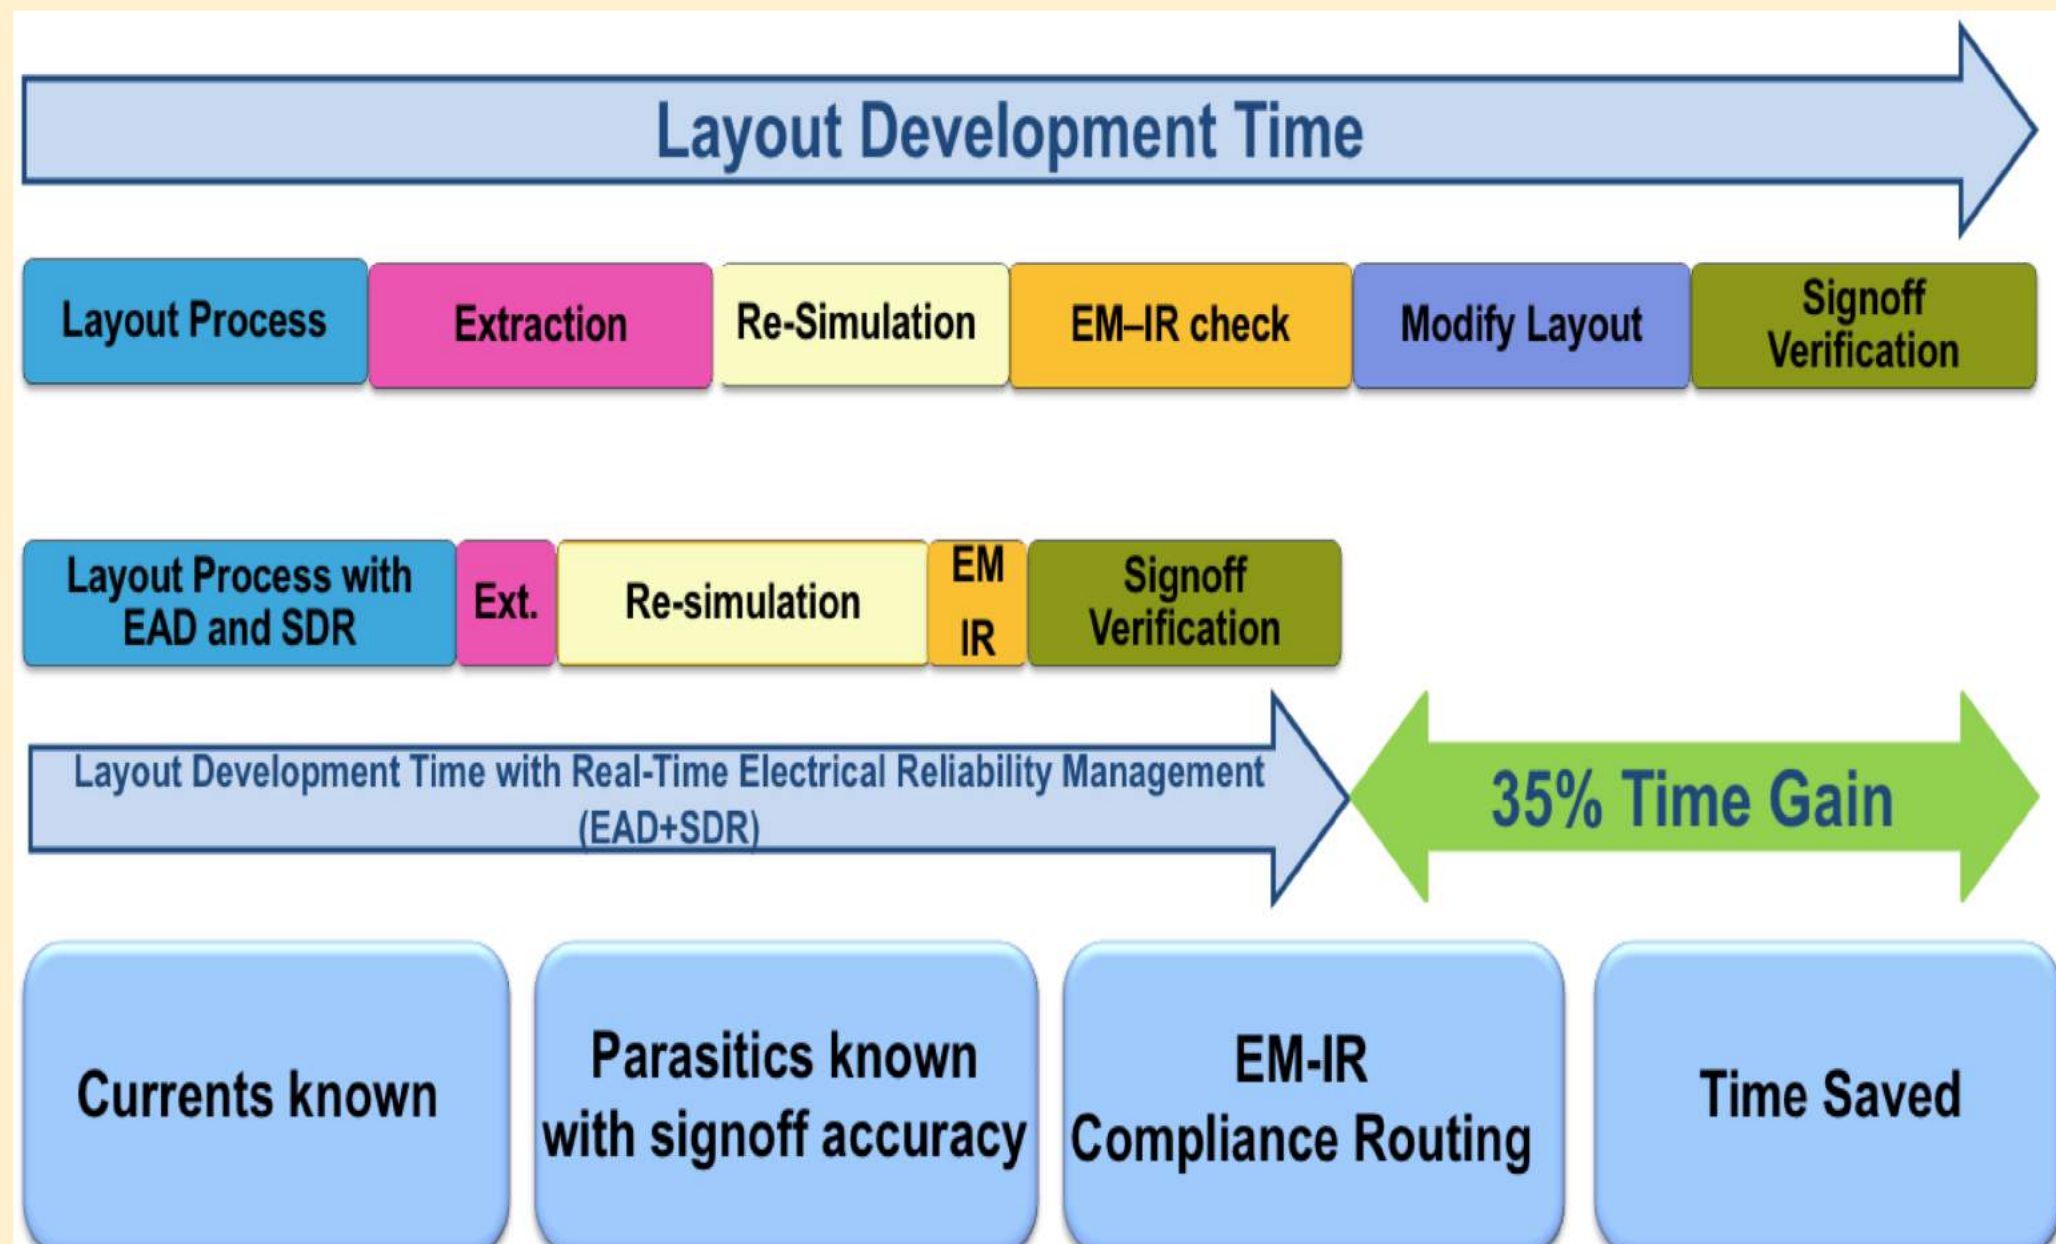 Layout Development Time
Layout Process
Extraction
Re-Simulation
EM–IR check
Modify Layout
Signoff
Verification
Layout Process with
EAD and SDR
Ext.
Re-simulation
EM
IR
Signoff
Verification
Layout Development Time with Real-Time Electrical Reliability Management
(EAD+SDR)
35% Time Gain
Currents known
Parasitics known
with signoff accuracy
EM-IR
Compliance Routing
Time Saved